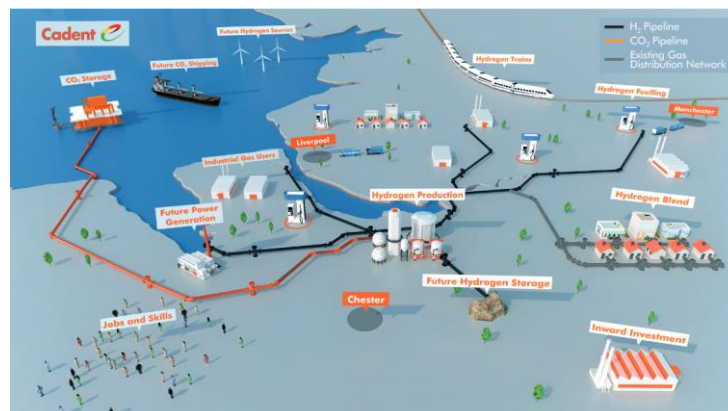 Cadent
Future Hydrogen Sources
H₂ Pipeline
CO₂ Pipeline
Existing Gas
Distribution Network
CO₂ Storage
Future CO₂ Shipping
Hydrogen Trains
Hydrogen Fuelling
Manchester
Liverpool
Industrial Gas Users
Hydrogen Production
Hydrogen Blend
Future Power
Generation
Future Hydrogen Storage
Chester
Jobs and Skills
Inward Investment